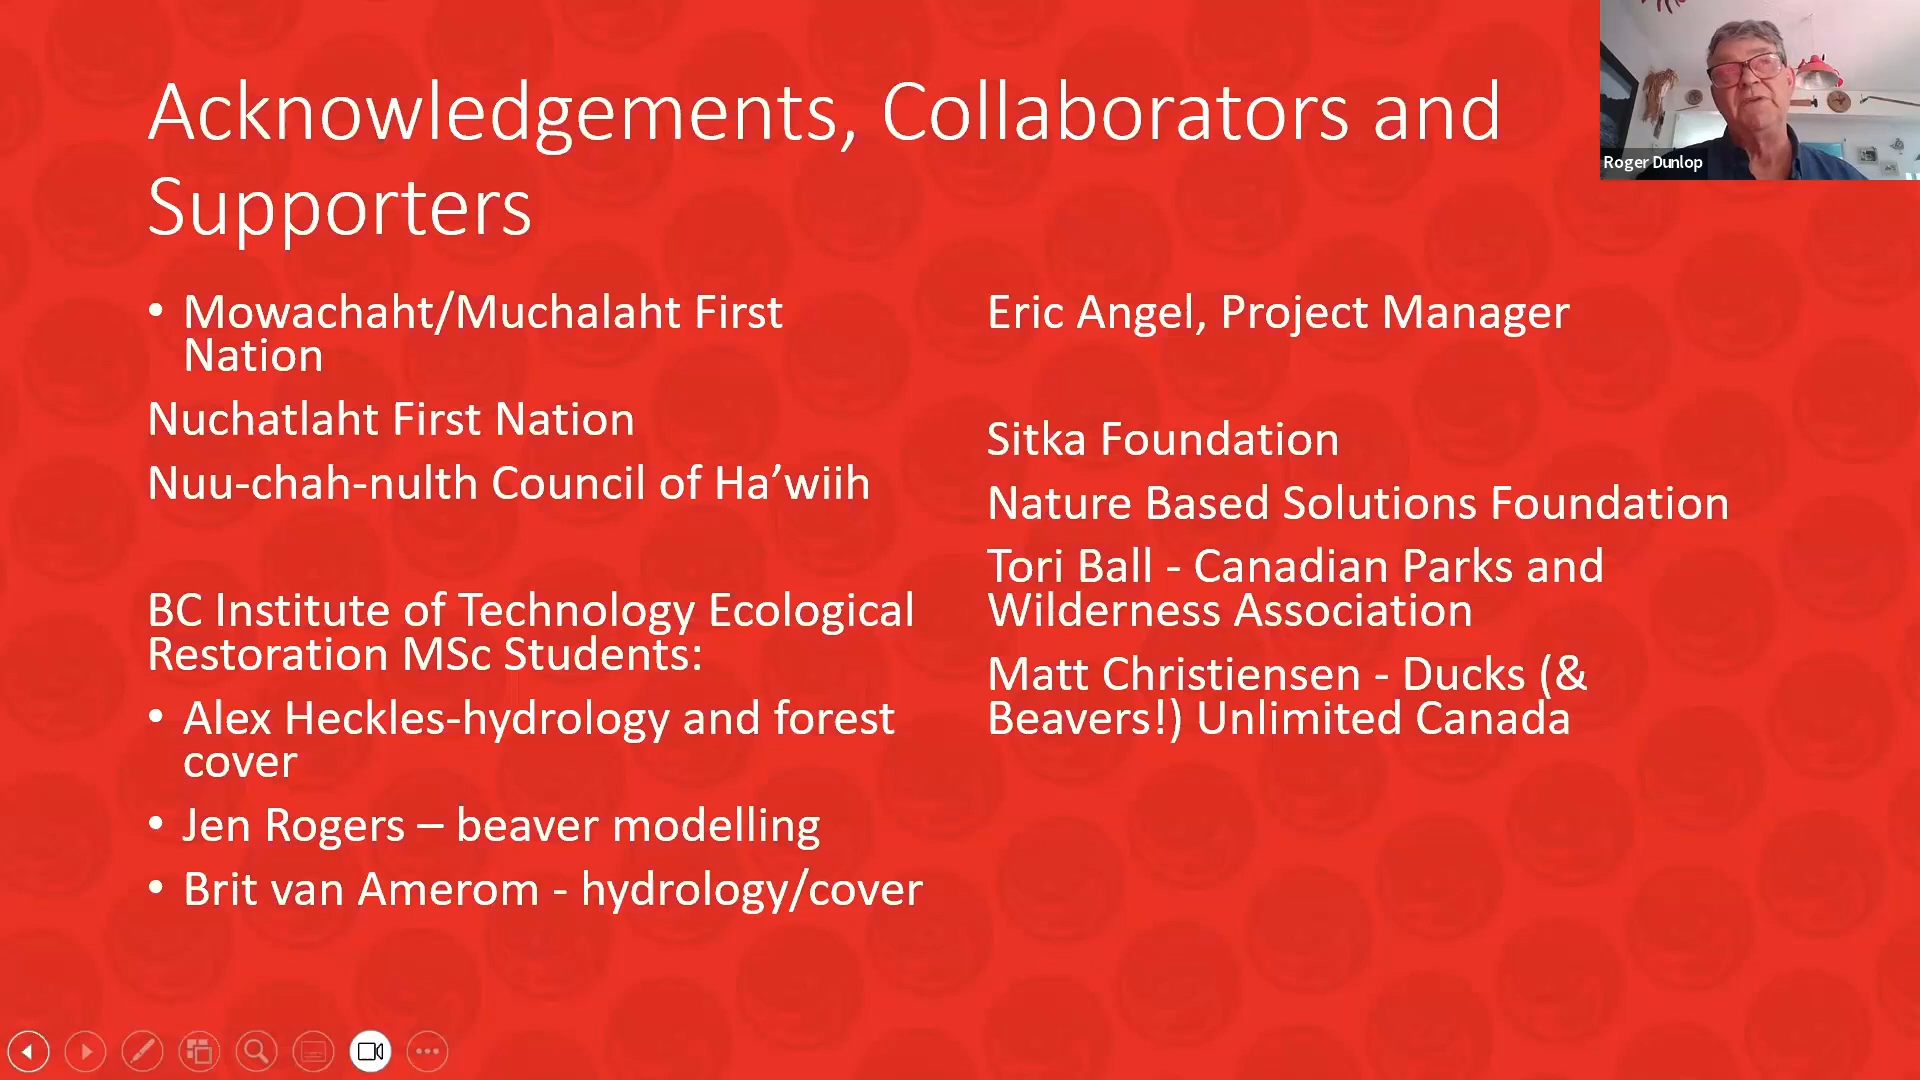 Acknowledgements, Collaborators and
Supporters
• Mowachaht/Muchalaht First
Nation
Nuchatlaht First Nation
Nuu-chah-nulth Council of Ha’wiih
BC Institute of Technology Ecological
Restoration MSc Students:
• Alex Heckles-hydrology and forest
cover
• Jen Rogers – beaver modelling
• Brit van Amerom - hydrology/cover
Eric Angel, Project Manager
Sitka Foundation
Nature Based Solutions Foundation
Tori Ball - Canadian Parks and
Wilderness Association
Matt Christiensen - Ducks (&
Beavers!) Unlimited Canada
Roger Dunlop